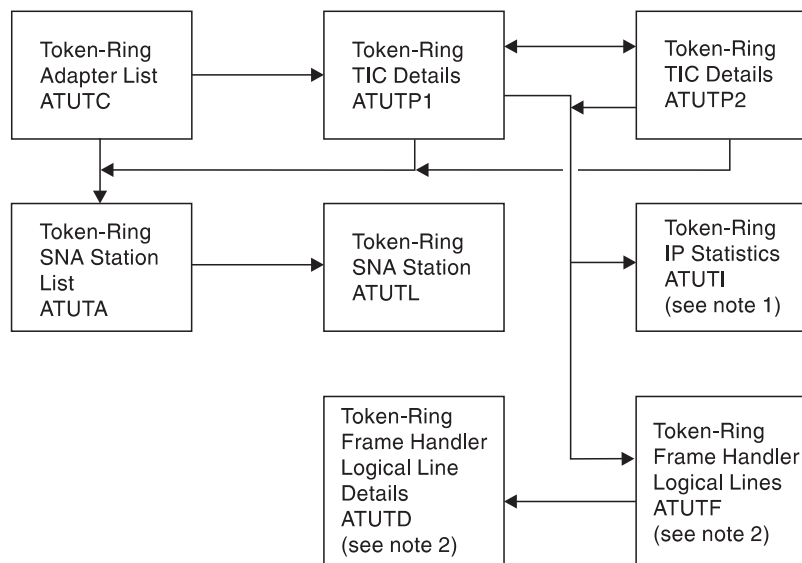 Token-Ring
Adapter List
ATUTC
Token-Ring
TIC Details
ATUTP1
Token-Ring
TIC Details
ATUTP2
Token-Ring
SNA Station
List
ATUTA
Token-Ring
SNA Station
ATUTL
Token-Ring
IP Statistics
ATUTI
(see note 1)
Token-Ring
Frame Handler
Logical Line
Details
ATUTD
(see note 2)
Token-Ring
Frame Handler
Logical Lines
ATUTF
(see note 2)